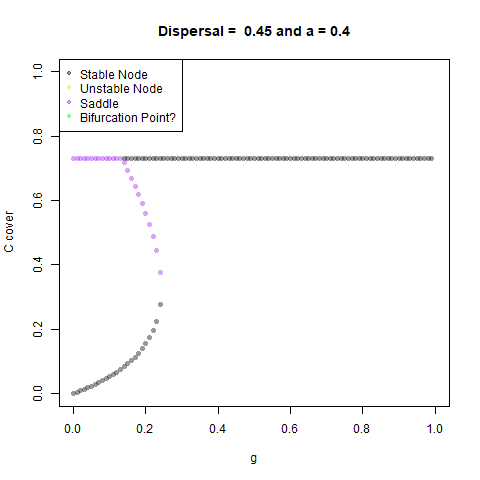 Dispersal =  0.45 and a = 0.4
Stable Node
Unstable Node
Saddle
Bifurcation Point?
C cover
1.0
0.8
0.6
0.4
0.2
0.0
0.0 0.2 0.4 0.6 0.8 1.0
g